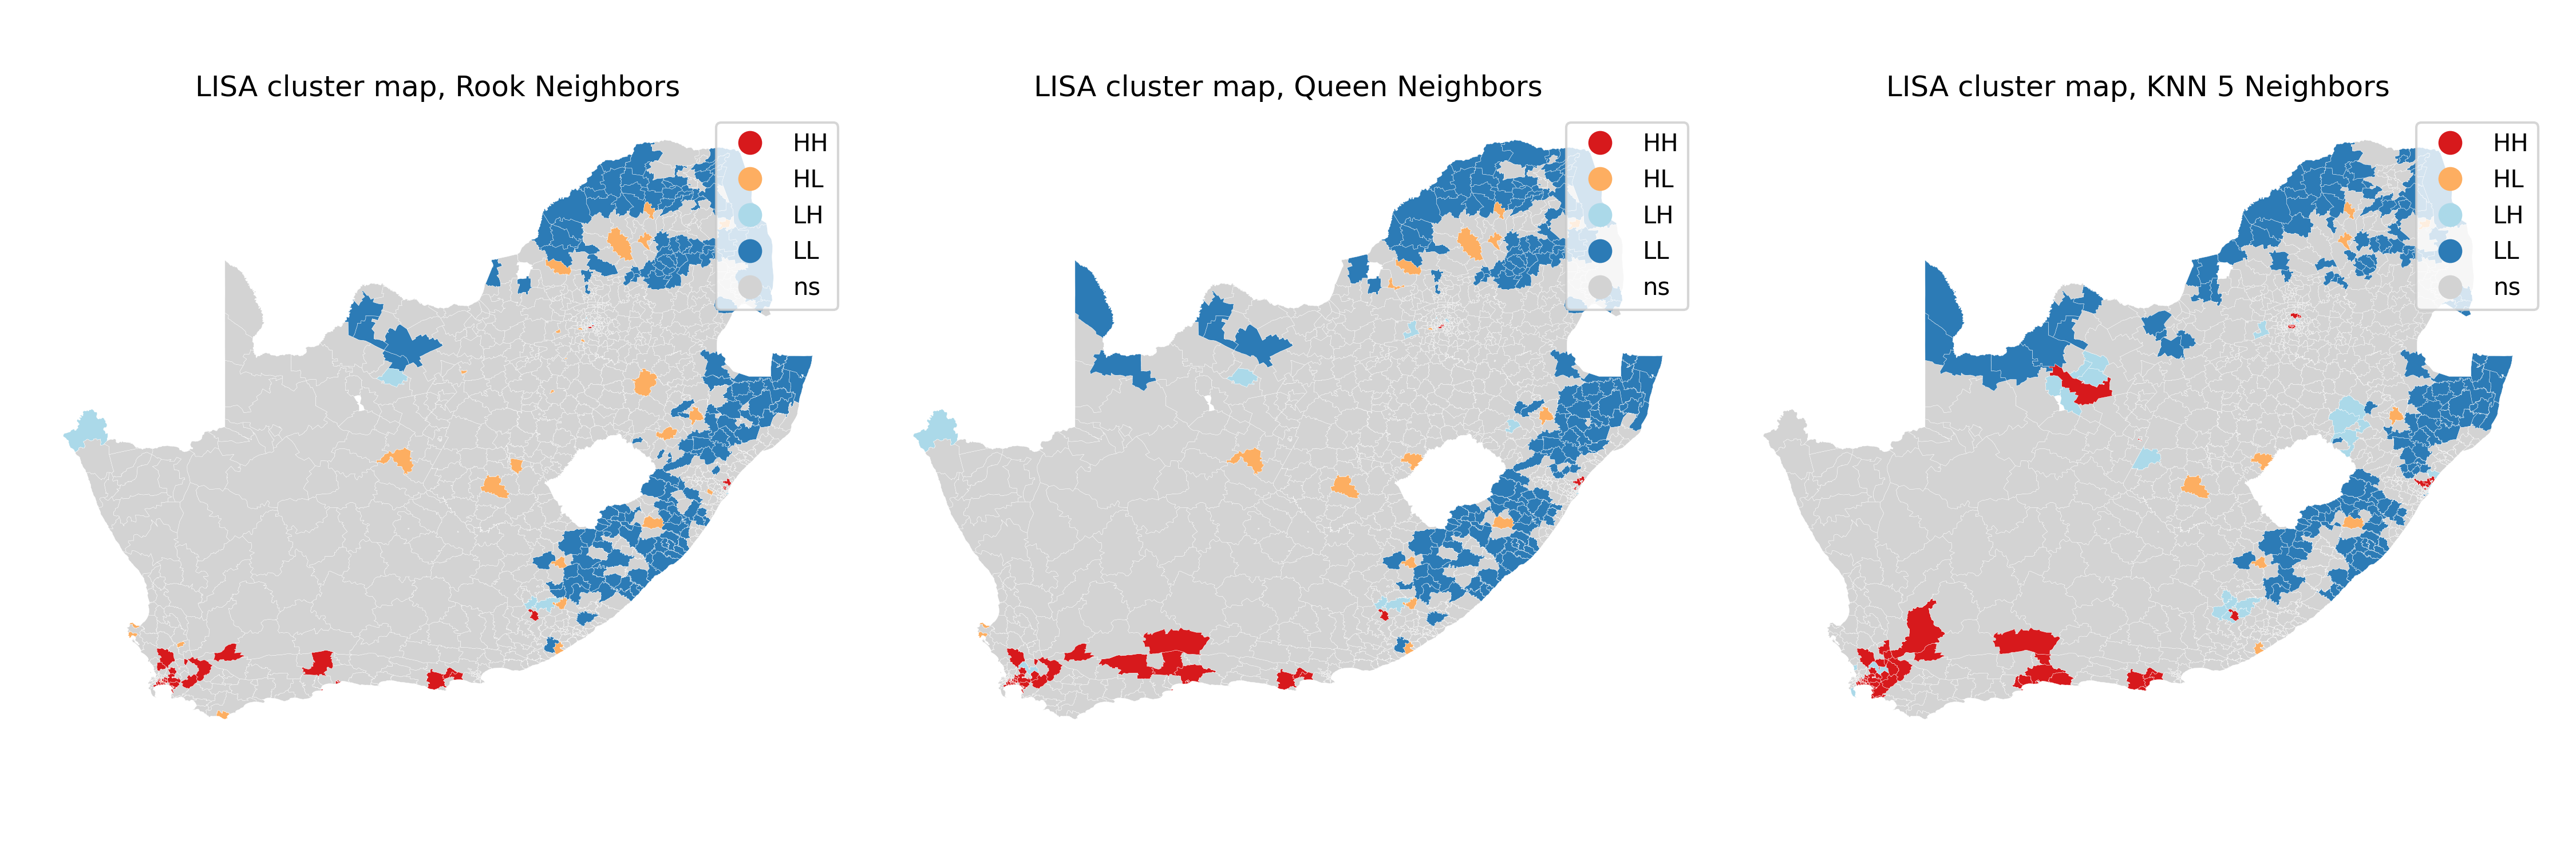 LISA cluster map, Rook Neighbors
HH
HL
LH
LL
ns
LISA cluster map, Queen Neighbors
HH
HL
LH
LL
ns
LISA cluster map, KNN 5 Neighbors
HH
HL
LH
LL
ns